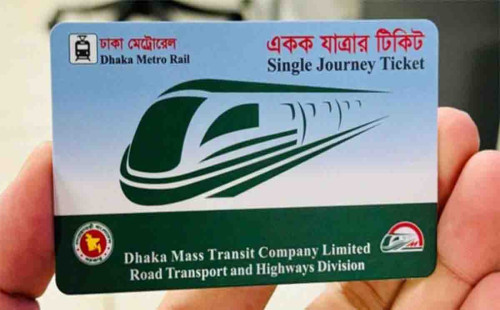 ঢাকা মেট্রোরেল
Dhaka Metro Rail
একক যাত্রার টিকিট
Single Journey Ticket
Dhaka Mass Transit Company Limited
Road Transport and Highways Division